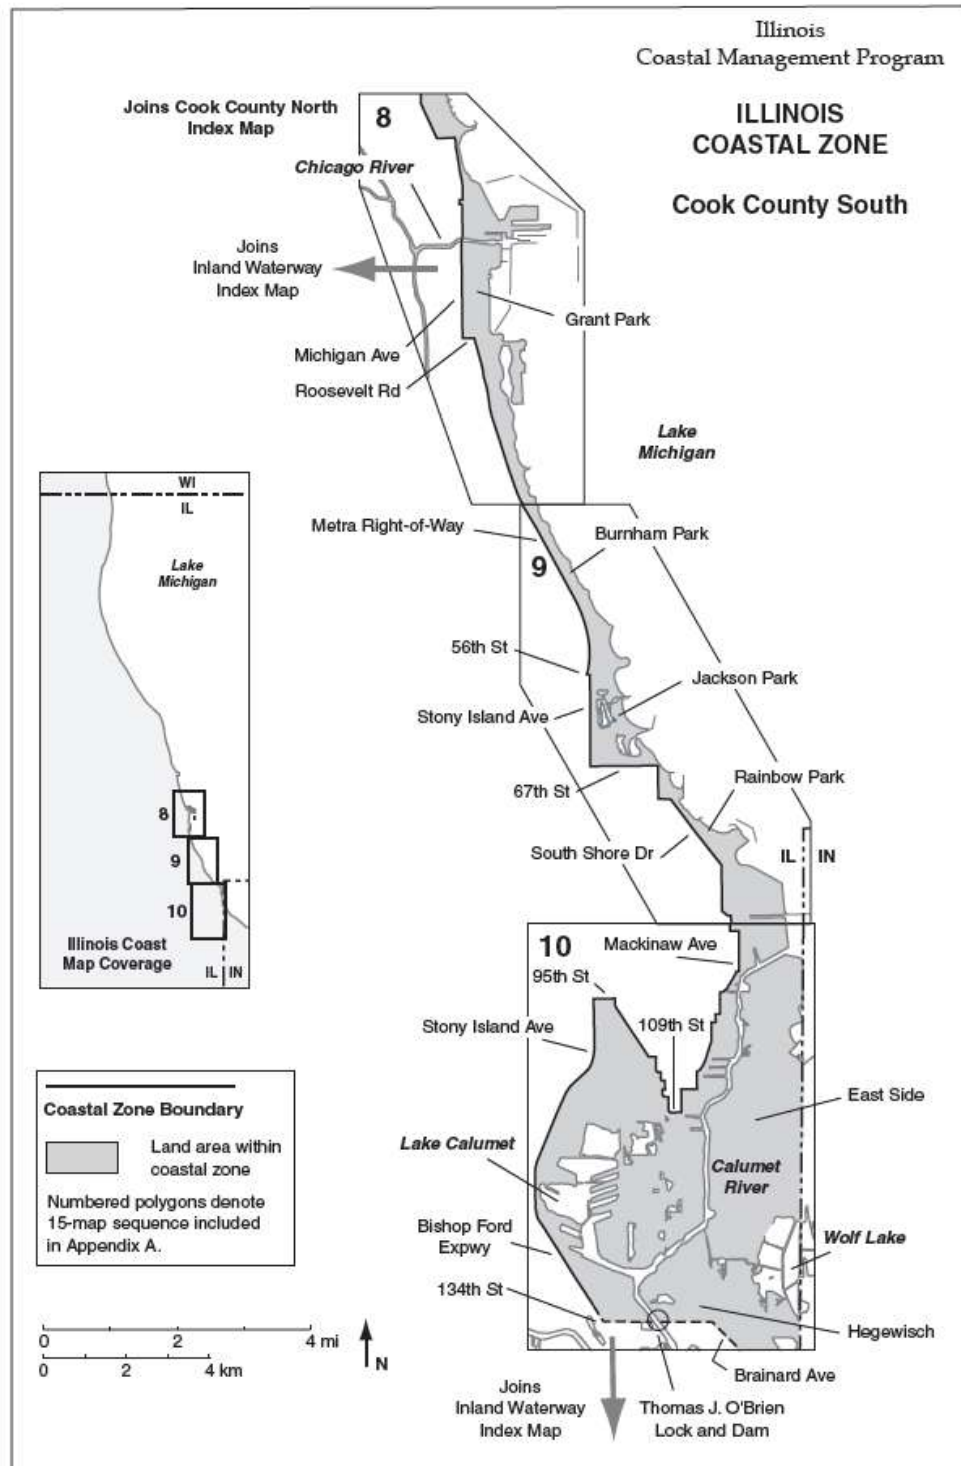 Illinois
Coastal Management Program
ILLINOIS
COASTAL ZONE
Cook County South
Joins Cook County North
Index Map
8
Chicago River
Joins
Inland Waterway
Index Map
Grant Park
Michigan Ave
Roosevelt Rd
Lake
Michigan
Metra Right-of-Way
Burnham Park
9
56th St
Jackson Park
Stony Island Ave
67th St
Rainbow Park
South Shore Dr
IL
IN
10
Mackinaw Ave
95th St
Stony Island Ave
109th St
East Side
Lake Calumet
Calumet
River
Bishop Ford
Expwy
Wolf Lake
134th St
Hegewisch
Brainard Ave
Joins
Inland Waterway
Index Map
Thomas J. O'Brien
Lock and Dam
WI
IL
Lake
Michigan
8
9
10
Illinois Coast
Map Coverage
IL
IN
Coastal Zone Boundary
Land area within
coastal zone
Numbered polygons denote
15-map sequence included
in Appendix A.
0 2 4 mi
0 2 4 km
N